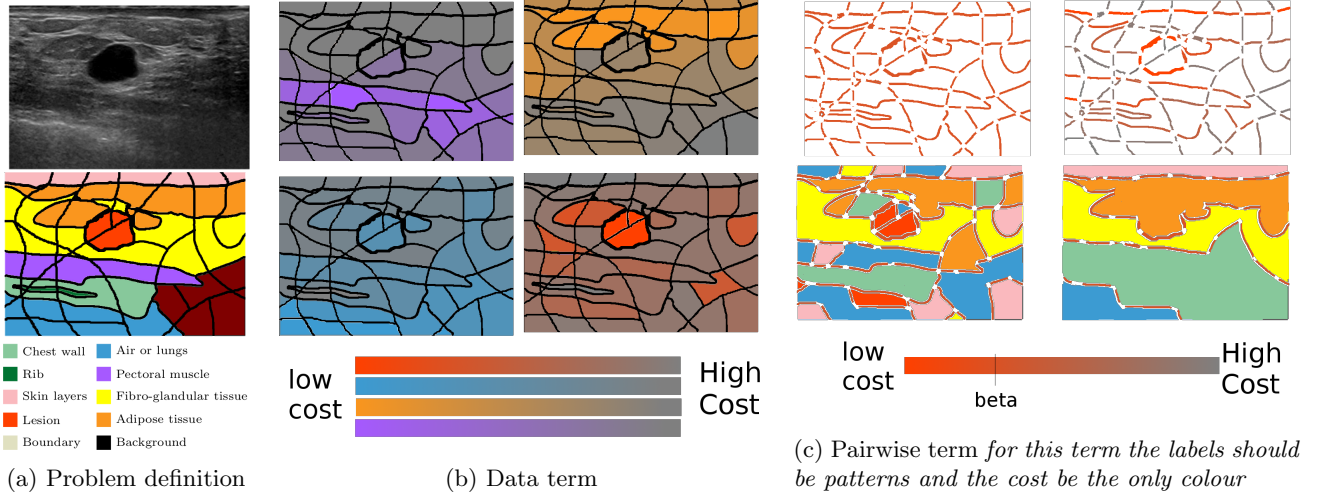 Chest wall
Air or lungs
Rib
Pectoral muscle
Skin layers
Fibro-glandular tissue
Lesion
Adipose tissue
Boundary
Background
(a) Problem definition
low
cost
High
Cost
(b) Data term
low
cost
High
Cost
beta
(c) Pairwise term for this term the labels should
be patterns and the cost be the only colour